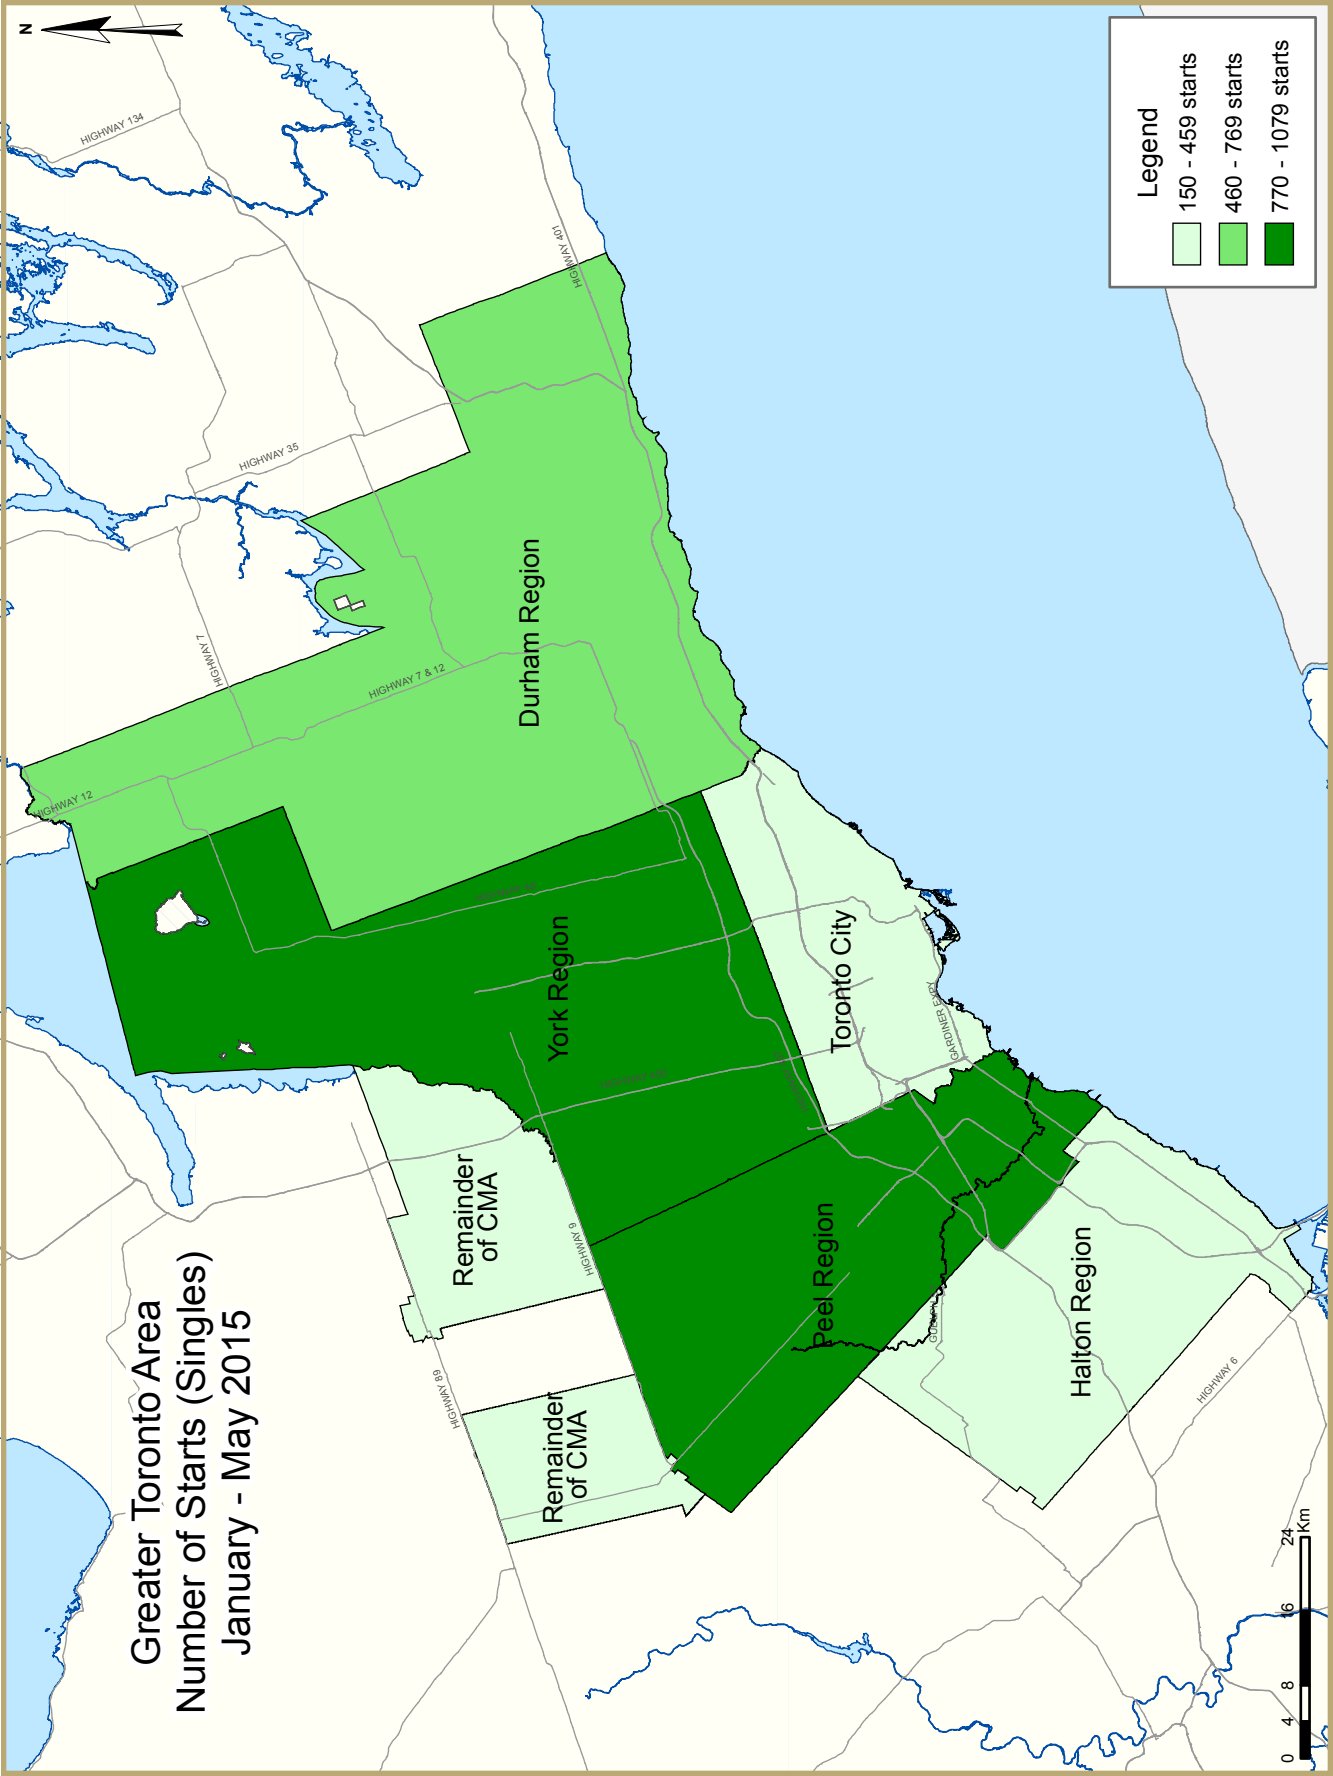 Greater Toronto Area
Number of Starts (Singles)
January - May 2015
N
HIGHWAY 134
HIGHWAY 401
HIGHWAY 35
HIGHWAY 7
HIGHWAY 7 & 12
HIGHWAY 12
Durham Region
York Region
Toronto City
GARDINER EXPY
Remainder
of CMA
HIGHWAY 9
HIGHWAY 89
Remainder
of CMA
Peel Region
Halton Region
HIGHWAY 6
Legend
150 - 459 starts
460 - 769 starts
770 - 1079 starts
0 4 8 16 24
Km